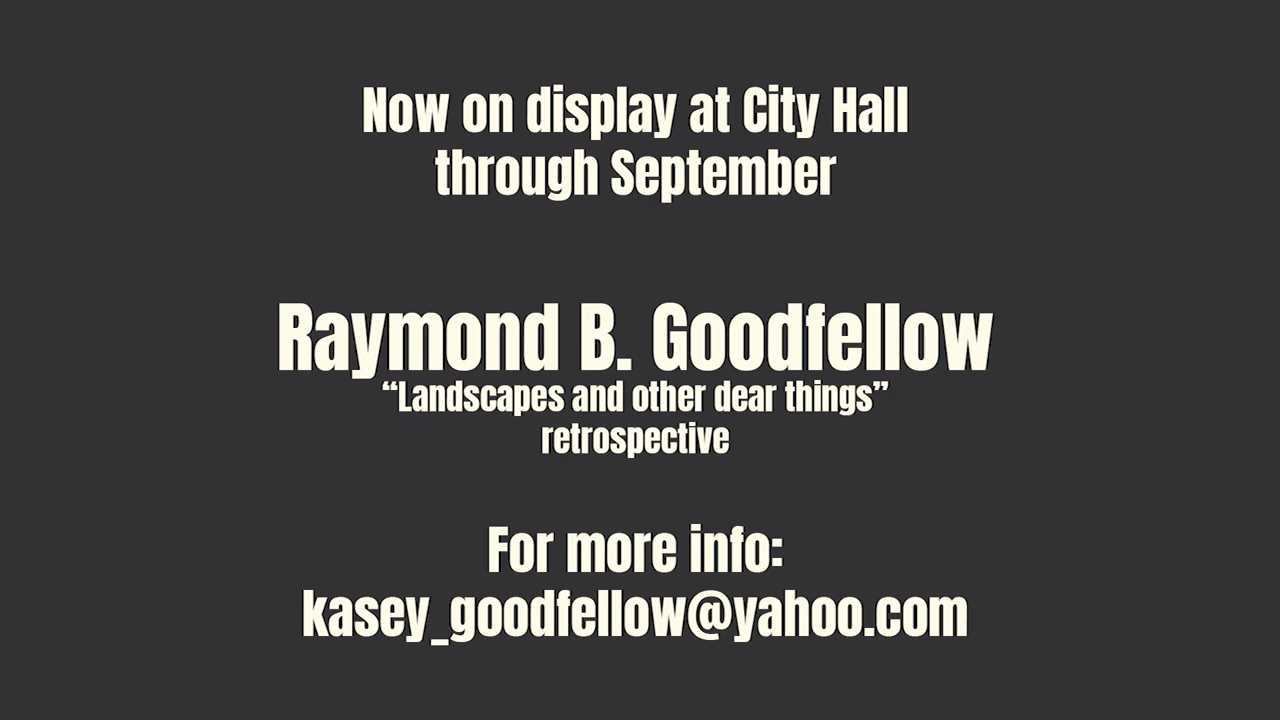 Now on display at City Hall
through September
Raymond B. Goodfellow
“Landscapes and other dear things”
retrospective
For more info:
kasey_goodfellow@yahoo.com